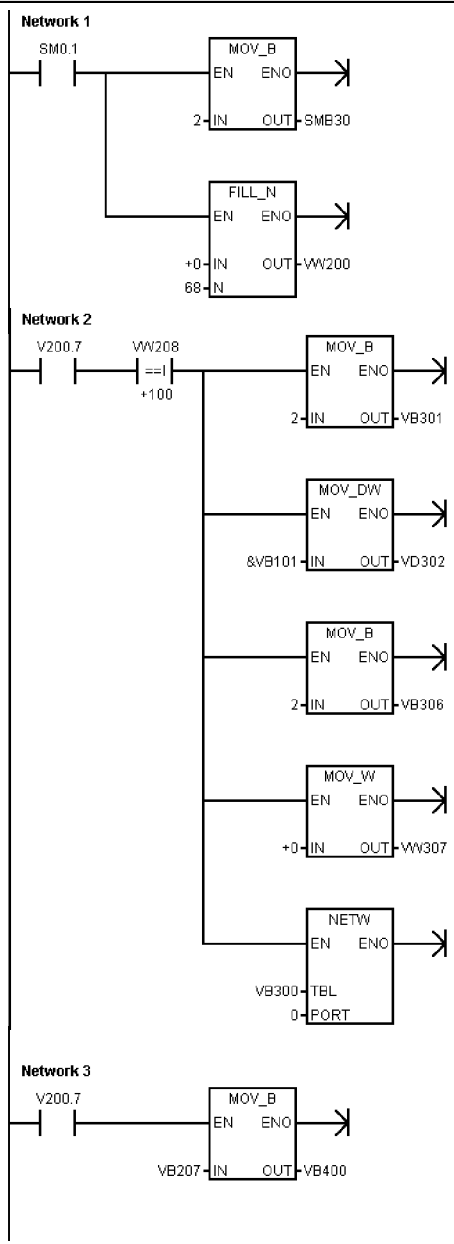 Network 1
SM0.1
MOV_B
EN ENO
2 IN OUT SMB30
FILL_N
EN ENO
+0 IN OUT VW200
68 N
Network 2
V200.7 VW208 MOV_B
==I EN ENO
+100
2 IN OUT VB301
MOV_DW
EN ENO
&VB101 IN OUT VD302
MOV_B
EN ENO
2 IN OUT VB306
MOV_W
EN ENO
+0 IN OUT VW307
NETW
EN ENO
VB300 TBL
0 PORT
Network 3
V200.7 MOV_B
EN ENO
VB207 IN OUT VB400